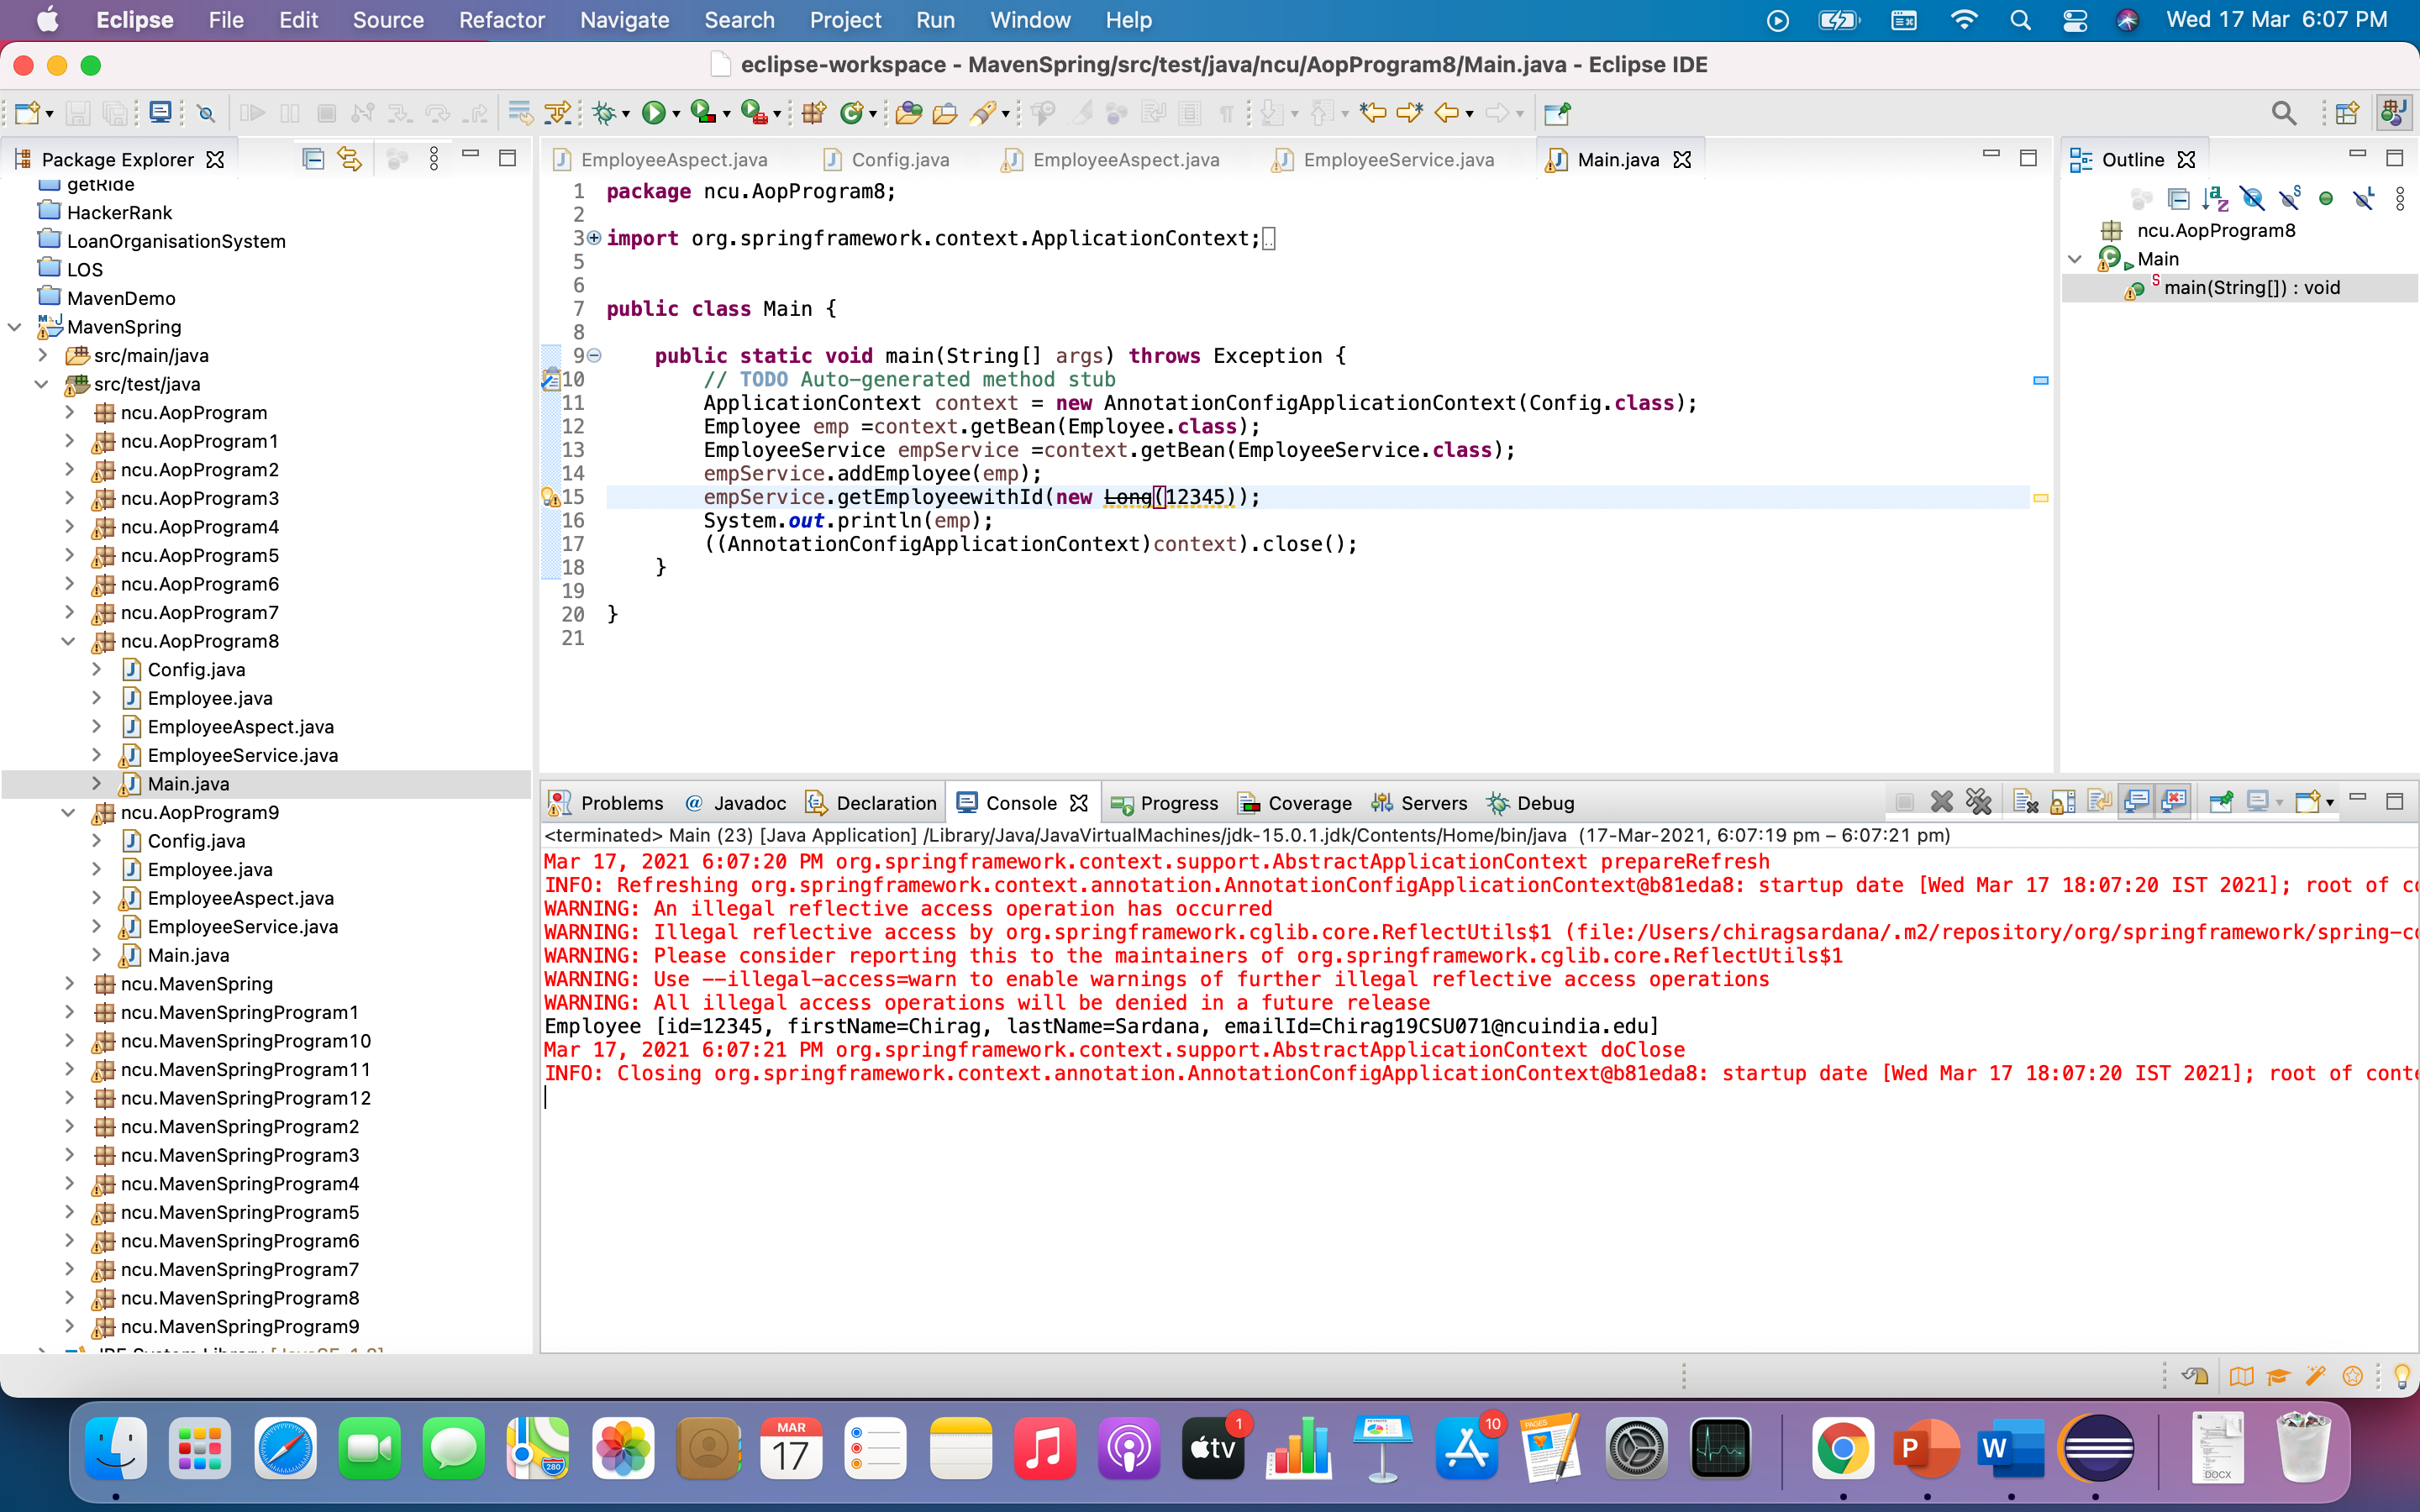 Eclipse File Edit Source Refactor Navigate Search Project Run Window Help Wed 17 Mar 6:07 PM
eclipse-workspace - MavenSpring/src/test/java/ncu/AopProgram8/Main.java - Eclipse IDE
Package Explorer
getRide
HackerRank
LoanOrganisationSystem
LOS
MavenDemo
MavenSpring
src/main/java
src/test/java
ncu.AopProgram
ncu.AopProgram1
ncu.AopProgram2
ncu.AopProgram3
ncu.AopProgram4
ncu.AopProgram5
ncu.AopProgram6
ncu.AopProgram7
ncu.AopProgram8
Config.java
Employee.java
EmployeeAspect.java
EmployeeService.java
Main.java
ncu.AopProgram9
Config.java
Employee.java
EmployeeAspect.java
EmployeeService.java
Main.java
ncu.MavenSpring
ncu.MavenSpringProgram1
ncu.MavenSpringProgram10
ncu.MavenSpringProgram11
ncu.MavenSpringProgram12
ncu.MavenSpringProgram2
ncu.MavenSpringProgram3
ncu.MavenSpringProgram4
ncu.MavenSpringProgram5
ncu.MavenSpringProgram6
ncu.MavenSpringProgram7
ncu.MavenSpringProgram8
ncu.MavenSpringProgram9
EmployeeAspect.java Config.java EmployeeAspect.java EmployeeService.java Main.java
1 package ncu.AopProgram8;
2
3 import org.springframework.context.ApplicationContext;
5
6
7 public class Main {
8
9 public static void main(String[] args) throws Exception {
10 // TODO Auto-generated method stub
11 ApplicationContext context = new AnnotationConfigApplicationContext(Config.class);
12 Employee emp =context.getBean(Employee.class);
13 EmployeeService empService =context.getBean(EmployeeService.class);
14 empService.addEmployee(emp);
15 empService.getEmployeewithId(new Long(12345));
16 System.out.println(emp);
17 ((AnnotationConfigApplicationContext)context).close();
18 }
19
20 }
21
Outline
ncu.AopProgram8
Main
main(String[]) : void
Problems @ Javadoc Declaration Console Progress Coverage Servers Debug
<terminated> Main (23) [Java Application] /Library/Java/JavaVirtualMachines/jdk-15.0.1.jdk/Contents/Home/bin/java (17-Mar-2021, 6:07:19 pm – 6:07:21 pm)
Mar 17, 2021 6:07:20 PM org.springframework.context.support.AbstractApplicationContext prepareRefresh
INFO: Refreshing org.springframework.context.annotation.AnnotationConfigApplicationContext@b81eda8: startup date [Wed Mar 17 18:07:20 IST 2021]; root of co
WARNING: An illegal reflective access operation has occurred
WARNING: Illegal reflective access by org.springframework.cglib.core.ReflectUtils$1 (file:/Users/chiragsardana/.m2/repository/org/springframework/spring-co
WARNING: Please consider reporting this to the maintainers of org.springframework.cglib.core.ReflectUtils$1
WARNING: Use --illegal-access=warn to enable warnings of further illegal reflective access operations
WARNING: All illegal access operations will be denied in a future release
Employee [id=12345, firstName=Chirag, lastName=Sardana, emailId=Chirag19CSU071@ncuindia.edu]
Mar 17, 2021 6:07:21 PM org.springframework.context.support.AbstractApplicationContext doClose
INFO: Closing org.springframework.context.annotation.AnnotationConfigApplicationContext@b81eda8: startup date [Wed Mar 17 18:07:20 IST 2021]; root of conte
280
MAR
17
tv
1
10
PAGES
P
W
DOCX